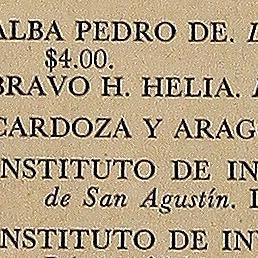 ALBA PEDRO DE.
$4.00.
BRAVO H. HELIA.
CARDOZA Y ARAG
INSTITUTO DE IN
de San Agustín.
INSTITUTO DE IN